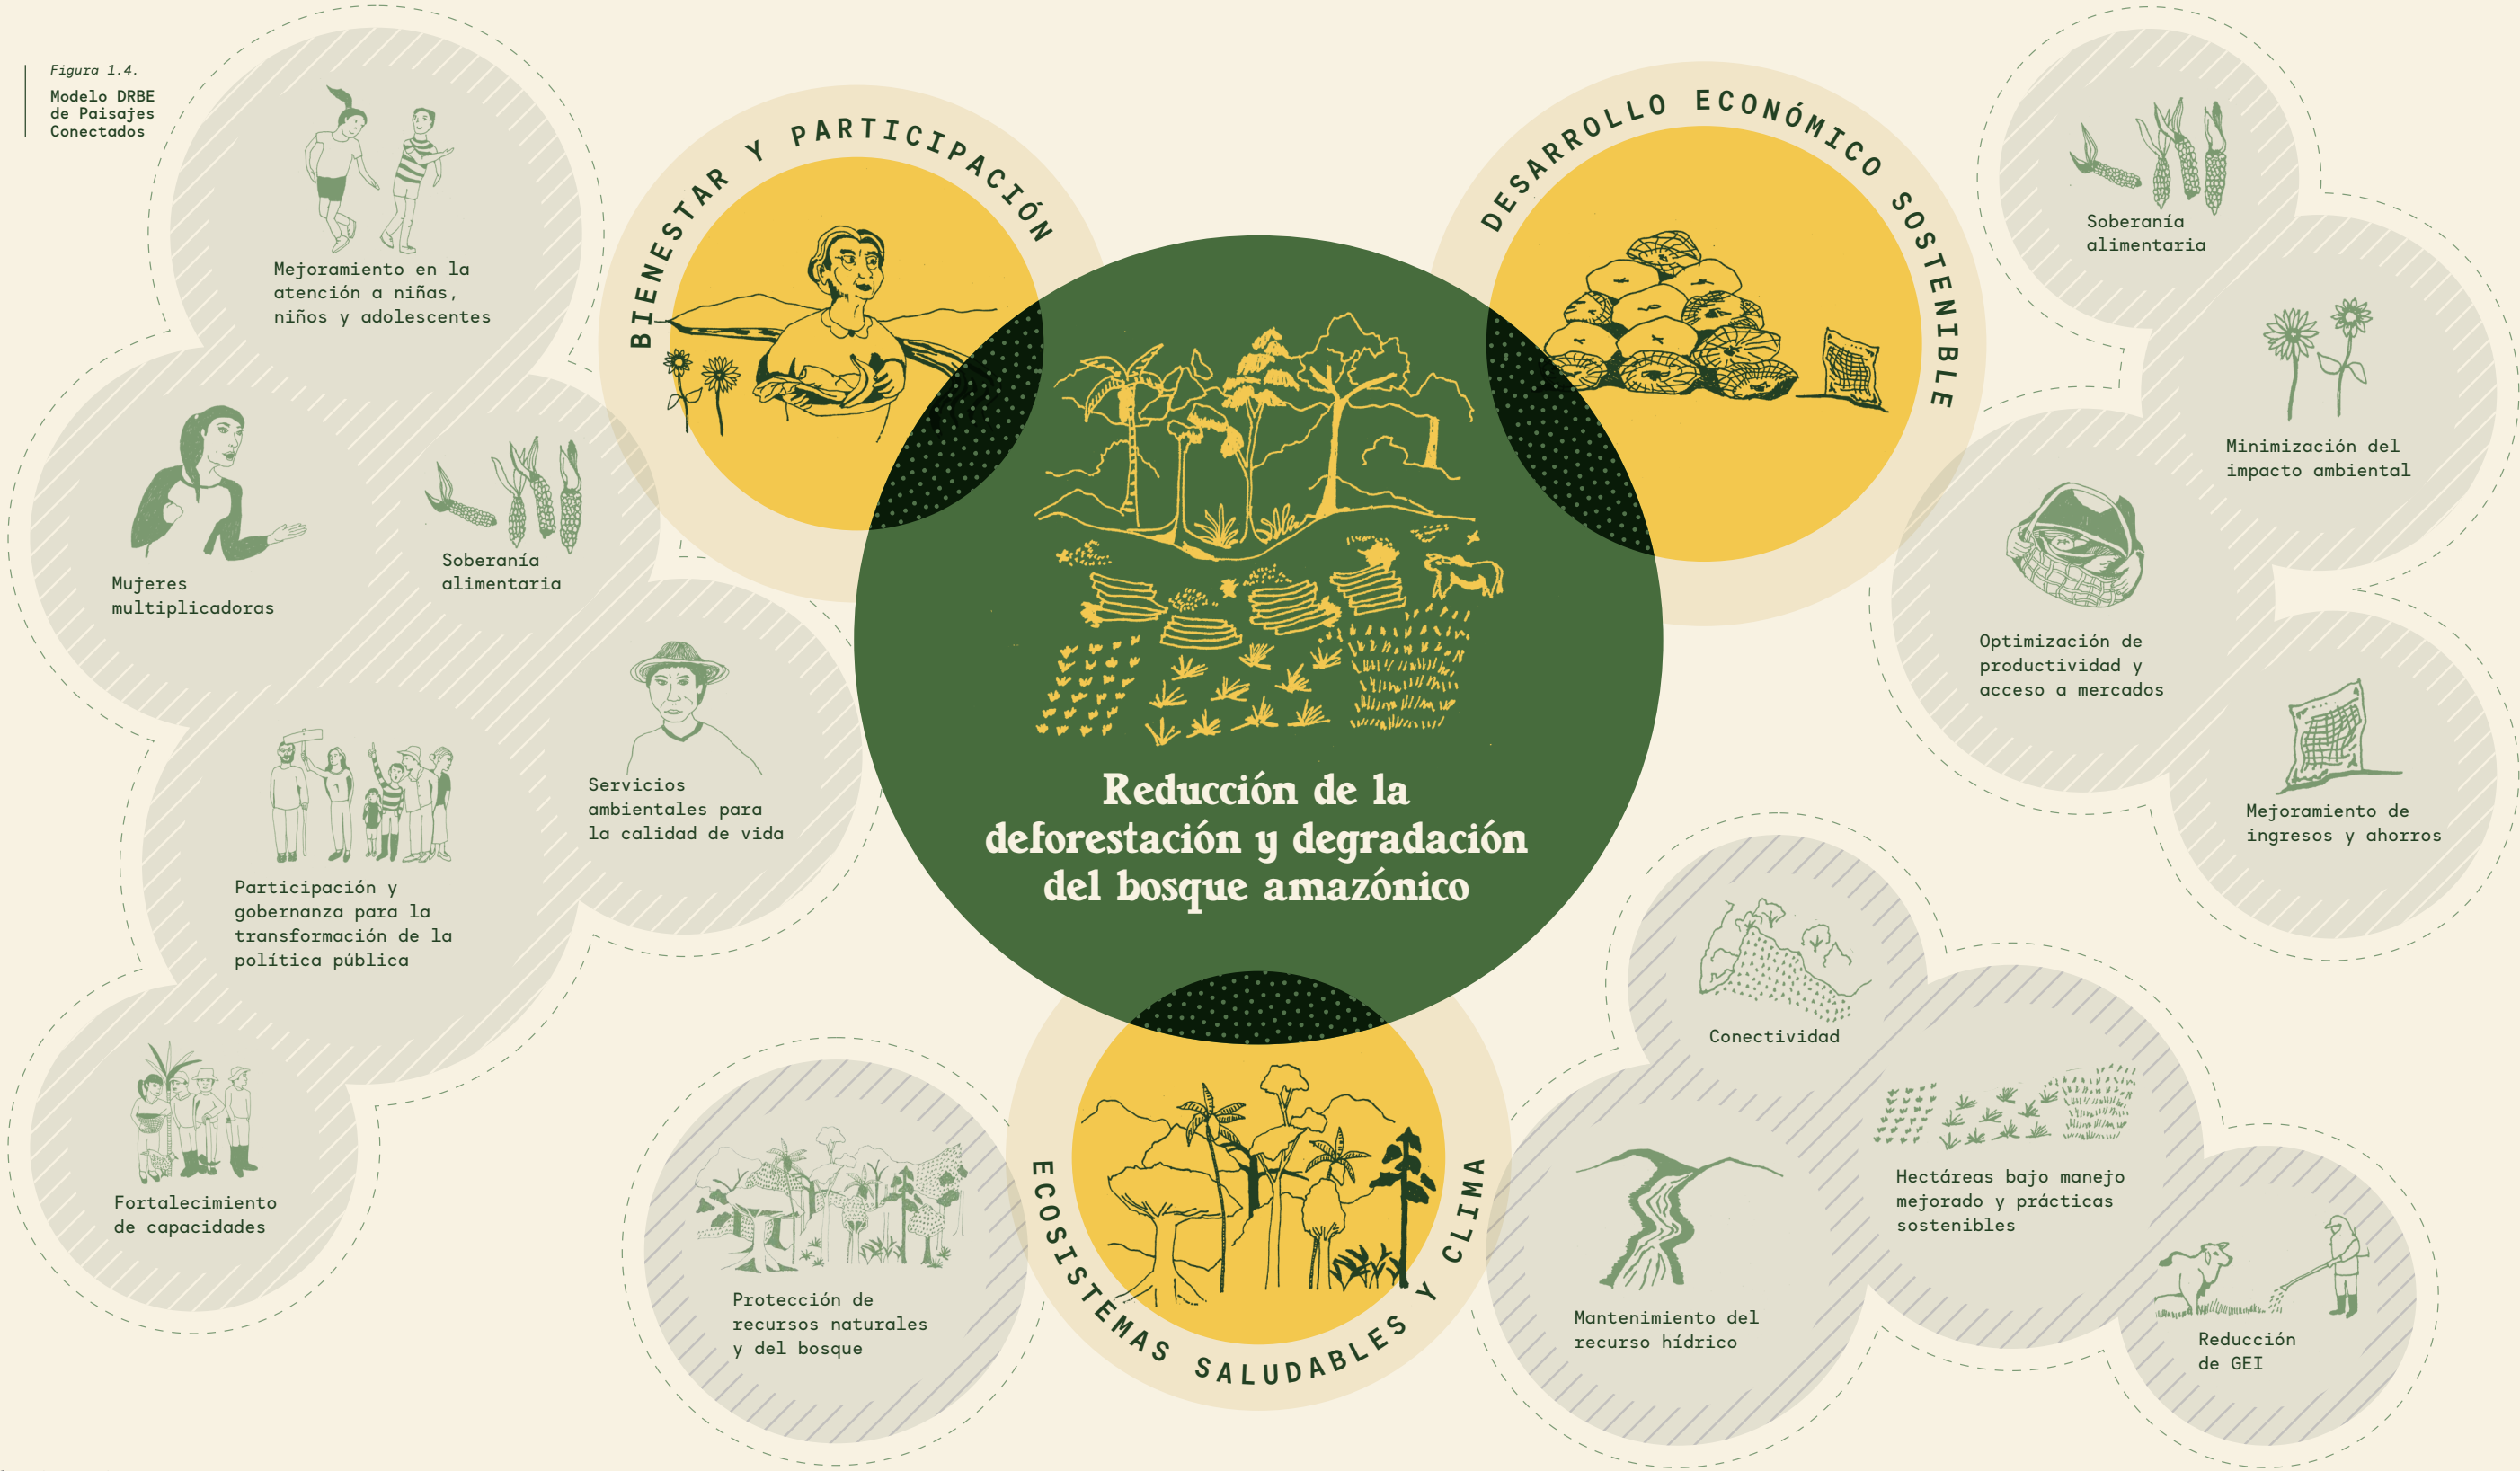 Figura 1.4.
Modelo DRBE
de Paisajes
Conectados
Mejoramiento en la
atención a niñas,
niños y adolescentes
Mujeres
multiplicadoras
Soberanía
alimentaria
Servicios
ambientales para
la calidad de vida
Participación y
gobernanza para la
transformación de la
política pública
Fortalecimiento
de capacidades
BIENESTAR Y PARTICIPACIÓN
DESARROLLO ECONÓMICO SOSTENIBLE
Soberanía
alimentaria
Minimización del
impacto ambiental
Optimización de
productividad y
acceso a mercados
Mejoramiento de
ingresos y ahorros
Reducción de la
deforestación y degradación
del bosque amazónico
ECOSISTEMAS SALUDABLES Y CLIMA
Protección de
recursos naturales
y del bosque
Conectividad
Hectáreas bajo manejo
mejorado y prácticas
sostenibles
Mantenimiento del
recurso hídrico
Reducción
de GEI